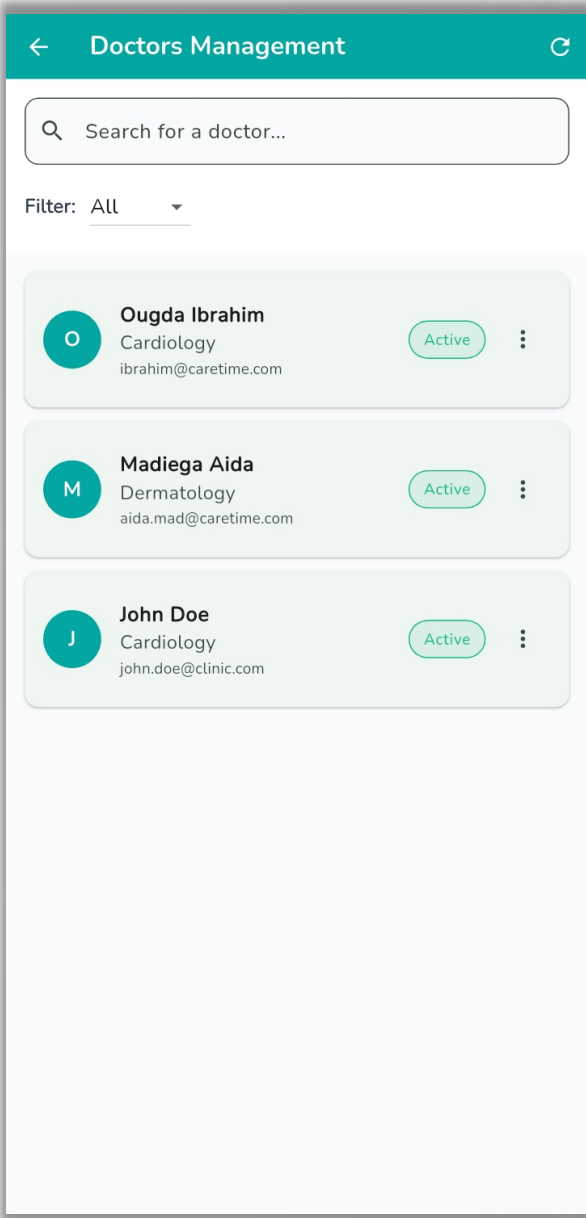 Doctors Management
Search for a doctor...
Filter: All
Ougda Ibrahim
Cardiology
ibrahim@caretime.com
O
Active
Madiega Aida
Dermatology
aida.mad@caretime.com
M
Active
John Doe
Cardiology
john.doe@clinic.com
J
Active